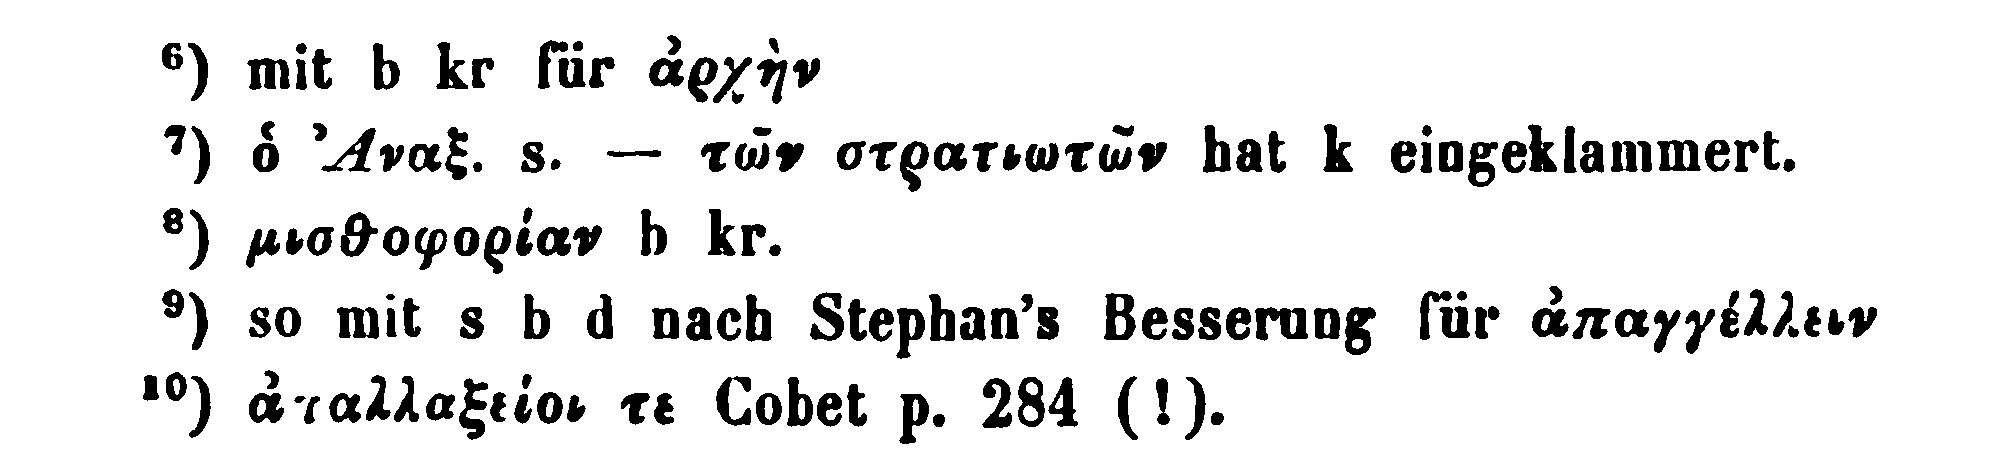 ⁶) mit b kr für ἀρχὴν
⁷) ὁ Ἀναξ. s. — τῶν στρατιωτῶν hat k eingeklammert.
⁸) μισθοφορίαν b kr.
⁹) so mit s b d nach Stephan’s Besserung für ἀπαγγέλλειν
¹⁰) τε Cobet p. 284 (!).